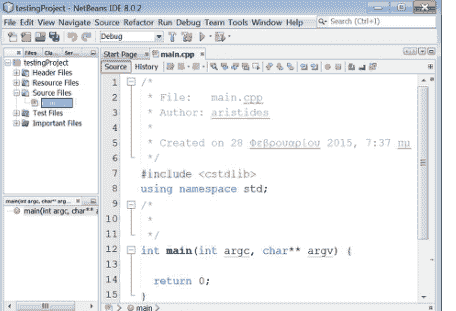 testingProject - NetBeans IDE 8.0.2
File Edit View Navigate Source Refactor Run Debug Team Tools Window Help
Search (Ctrl+I)
Debug
Files
Start Page main.cpp
testingProject
Header Files
Resource Files
Source Files
Test Files
Important Files
Source History
1 /*
2 * File: main.cpp
3 * Author: aristides
4 *
5 * Created on 28 Φεβρουαρίου 2015, 7:37 πμ
6 */
7 #include <cstdlib>
8 using namespace std;
9 /*
10 *
11 */
12 int main(int argc, char** argv) {
13
14 return 0;
15 }
main(int argc, char** argv)...
main(int argc, char** a
main